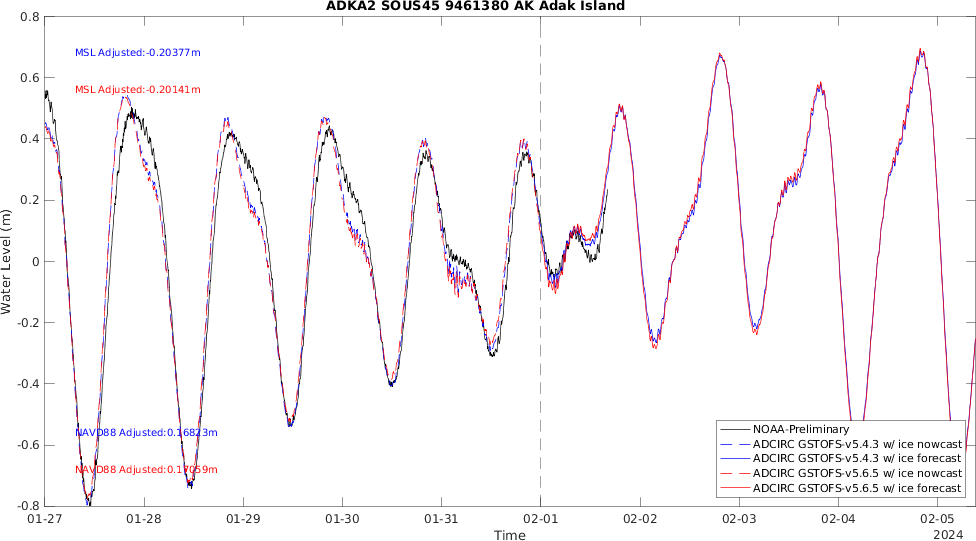 ADKA2 SOUS45 9461380 AK Adak Island
0.8
MSL Adjusted:-0.20377m
0.6
MSL Adjusted:-0.20141m
0.4
0.2
Water Level (m)
0
-0.2
-0.4
NAVD88 Adjusted:0.16823m
-0.6
NAVD88 Adjusted:0.17059m
-0.8
NOAA-Preliminary
ADCIRC GSTOFS-v5.4.3 w/ ice nowcast
ADCIRC GSTOFS-v5.4.3 w/ ice forecast
ADCIRC GSTOFS-v5.6.5 w/ ice nowcast
ADCIRC GSTOFS-v5.6.5 w/ ice forecast
01-27 01-28 01-29 01-30 01-31 02-01 02-02 02-03 02-04 02-05
Time 2024